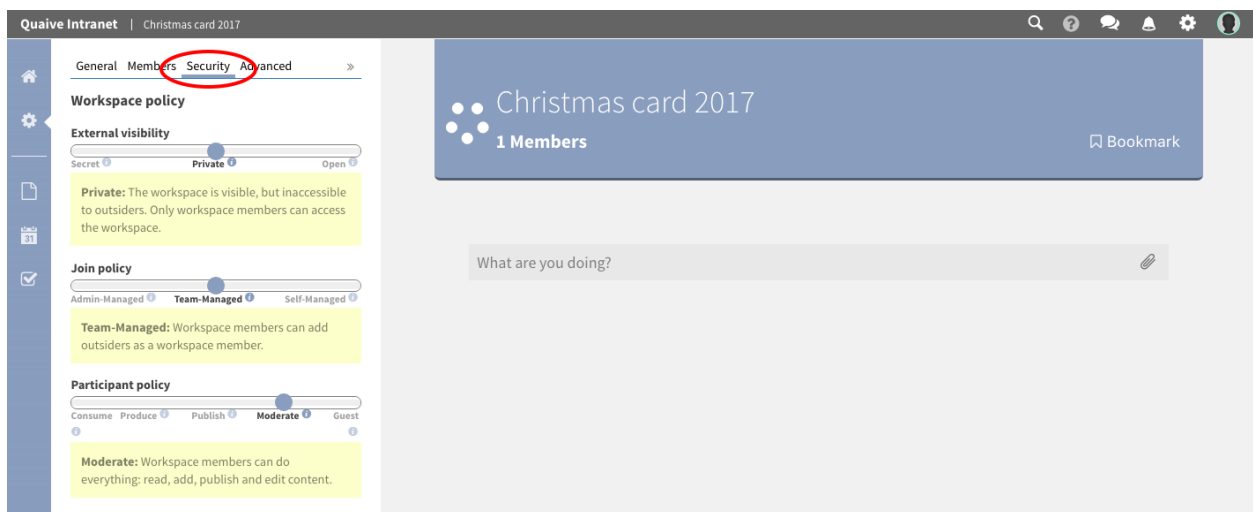 Quaive Intranet | Christmas card 2017
General Members Security Advanced »
Workspace policy
External visibility
Secret Private Open
Private: The workspace is visible, but inaccessible
to outsiders. Only workspace members can access
the workspace.
Join policy
Admin-Managed Team-Managed Self-Managed
Team-Managed: Workspace members can add
outsiders as a workspace member.
Participant policy
Consume Produce Publish Moderate Guest
Moderate: Workspace members can do
everything: read, add, publish and edit content.
31
Christmas card 2017
1 Members
Bookmark
What are you doing?